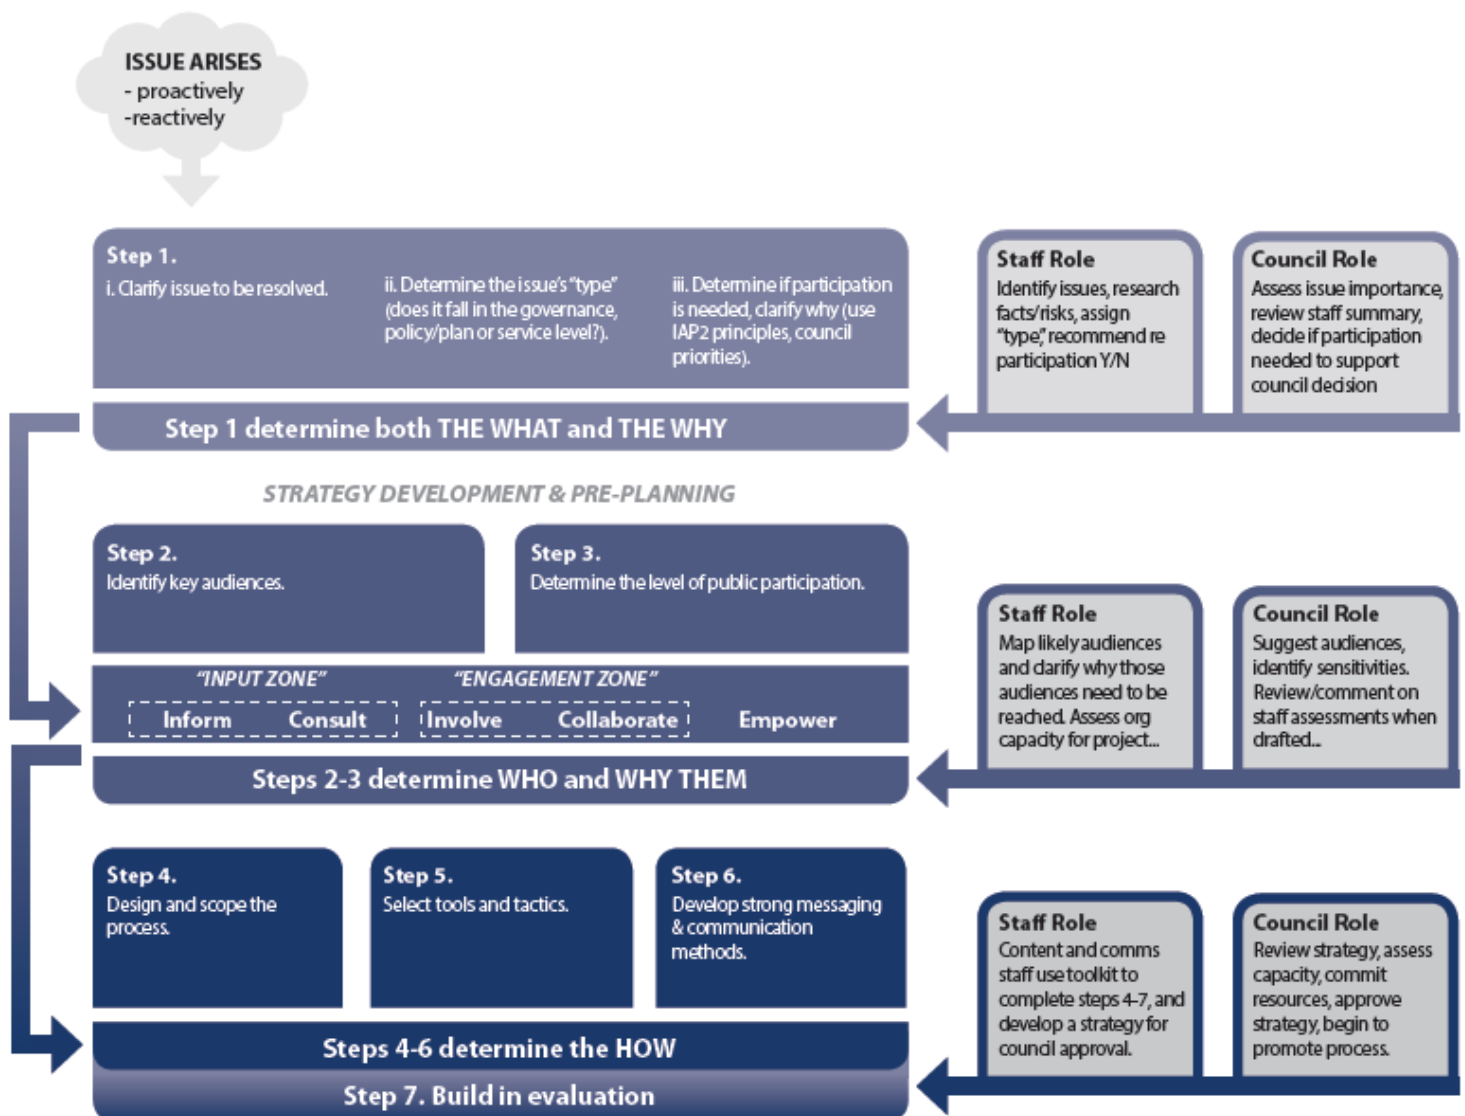 ISSUE ARISES
- proactively
-reactively
Step 1.
i. Clarify issue to be resolved.
ii. Determine the issue's “type”
(does it fall in the governance,
policy/plan or service level?).
iii. Determine if participation
is needed, clarify why (use
IAP2 principles, council
priorities).
Step 1 determine both THE WHAT and THE WHY
Staff Role
Identify issues, research
facts/risks, assign
“type,” recommend re
participation Y/N
Council Role
Assess issue importance,
review staff summary,
decide if participation
needed to support
council decision
STRATEGY DEVELOPMENT & PRE-PLANNING
Step 2.
Identify key audiences.
Step 3.
Determine the level of public participation.
“INPUT ZONE” “ENGAGEMENT ZONE”
Inform Consult Involve Collaborate Empower
Steps 2-3 determine WHO and WHY THEM
Staff Role
Map likely audiences
and clarify why those
audiences need to be
reached. Assess org
capacity for project...
Council Role
Suggest audiences,
identify sensitivities.
Review/comment on
staff assessments when
drafted...
Step 4.
Design and scope the
process.
Step 5.
Select tools and tactics.
Step 6.
Develop strong messaging
& communication
methods.
Steps 4-6 determine the HOW
Step 7. Build in evaluation
Staff Role
Content and comms
staff use toolkit to
complete steps 4-7, and
develop a strategy for
council approval.
Council Role
Review strategy, assess
capacity, commit
resources, approve
strategy, begin to
promote process.